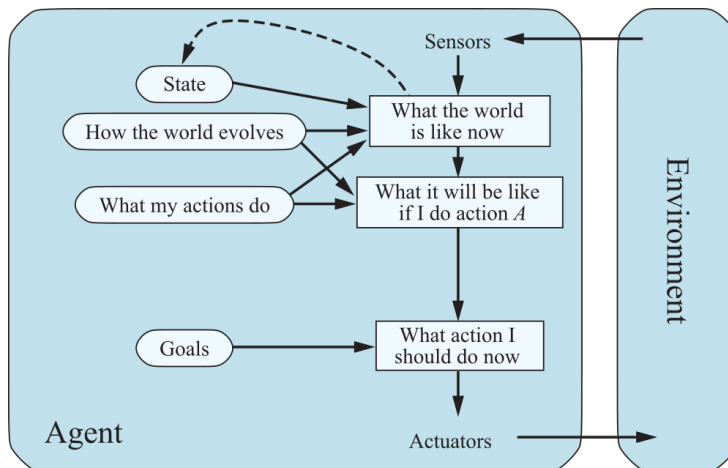 Sensors
State
What the world
is like now
How the world evolves
What my actions do
What it will be like
if I do action A
Goals
What action I
should do now
Agent
Actuators
Environment